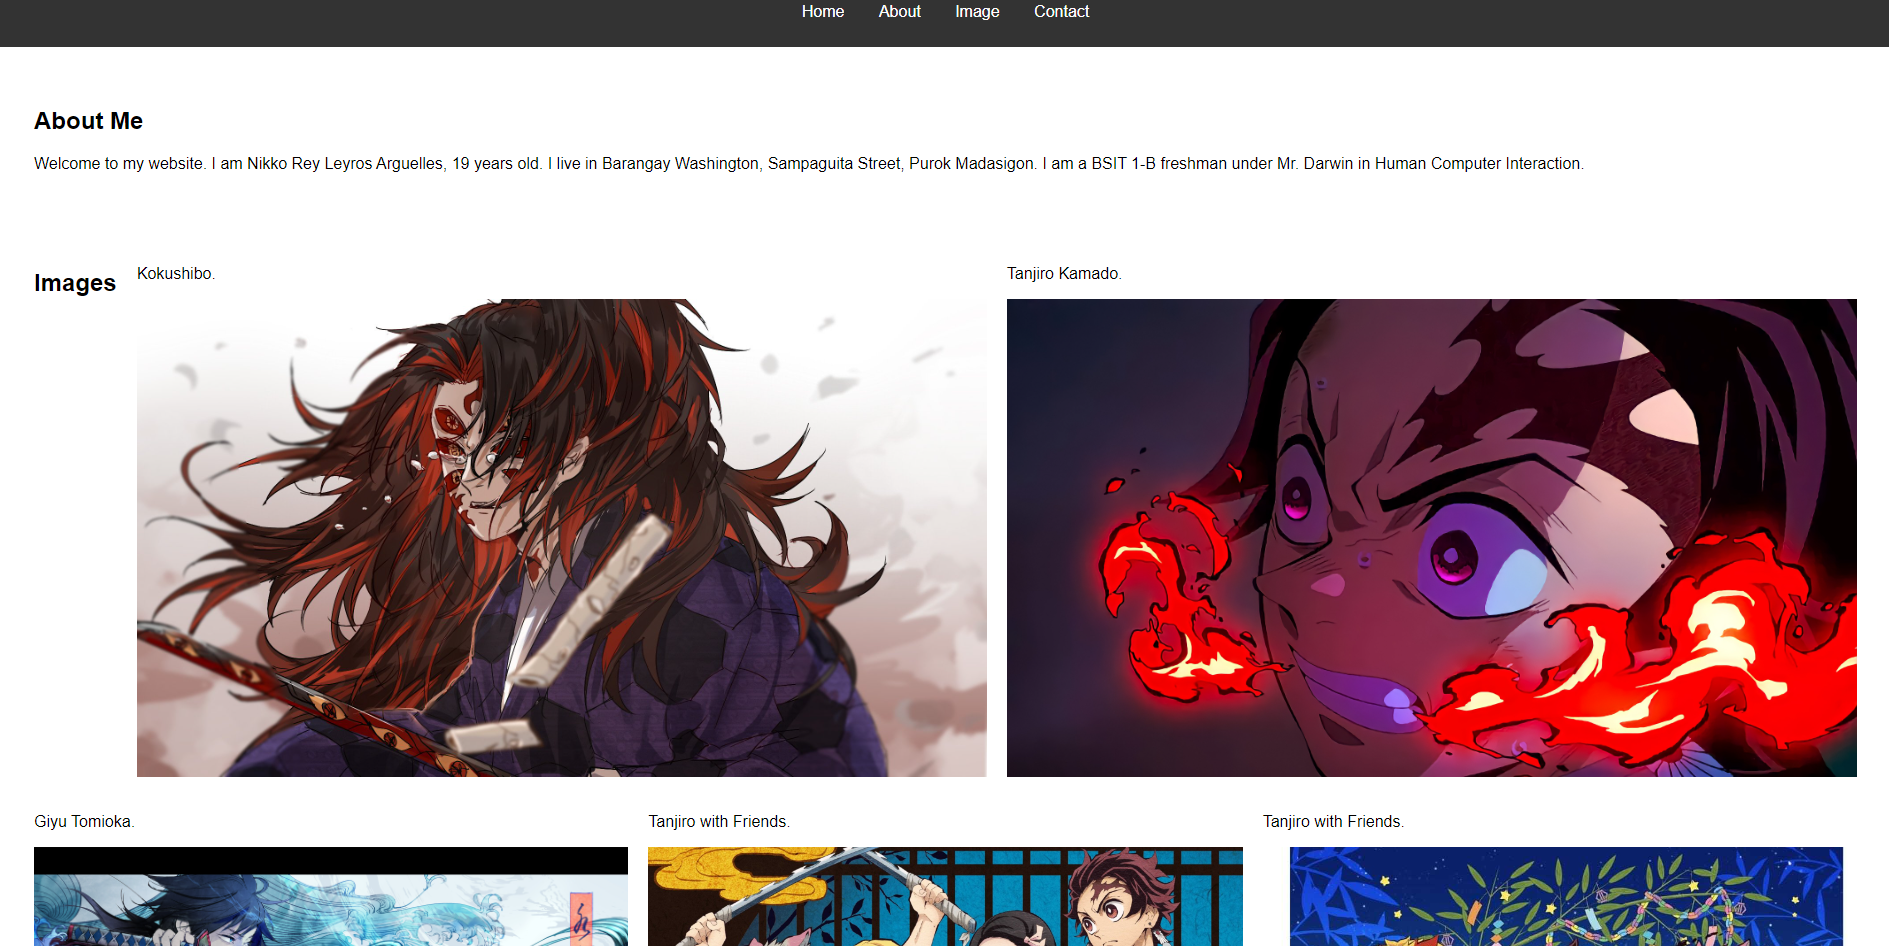 Home About Image Contact
About Me
Welcome to my website. I am Nikko Rey Leyros Arguelles, 19 years old. I live in Barangay Washington, Sampaguita Street, Purok Madasigon. I am a BSIT 1-B freshman under Mr. Darwin in Human Computer Interaction.
Images
Kokushibo.
Tanjiro Kamado.
Giyu Tomioka.
Tanjiro with Friends.
Tanjiro with Friends.